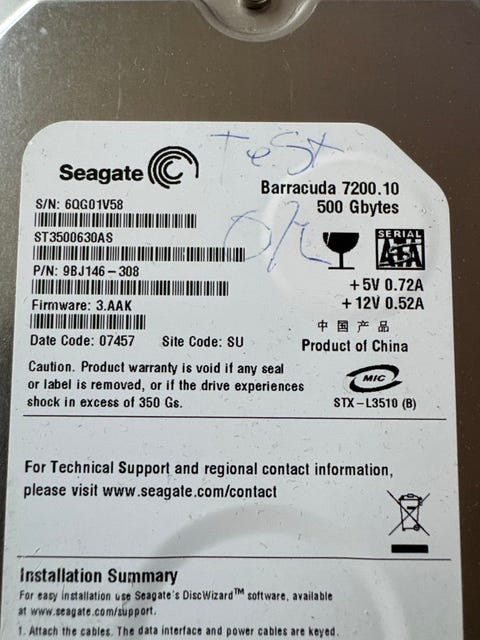 Test
Seagate
O/L
Barracuda 7200.10
500 Gbytes
S/N: 6QG01V58
ST3500630AS
SERIAL
ATA
P/N: 9BJ146-308
+5V 0.72A
+12V 0.52A
Firmware: 3.AAK
中国产品
Date Code: 07457 Site Code: SU
Product of China
Caution. Product warranty is void if any seal
or label is removed, or if the drive experiences
shock in excess of 350 Gs.
MIC
STX-L3510 (B)
For Technical Support and regional contact information,
please visit www.seagate.com/contact
Installation Summary
For easy installation use Seagate's DiscWizard™ software, available
at www.seagate.com/support.
1. Attach the cables. The data interface and power cables are keyed.